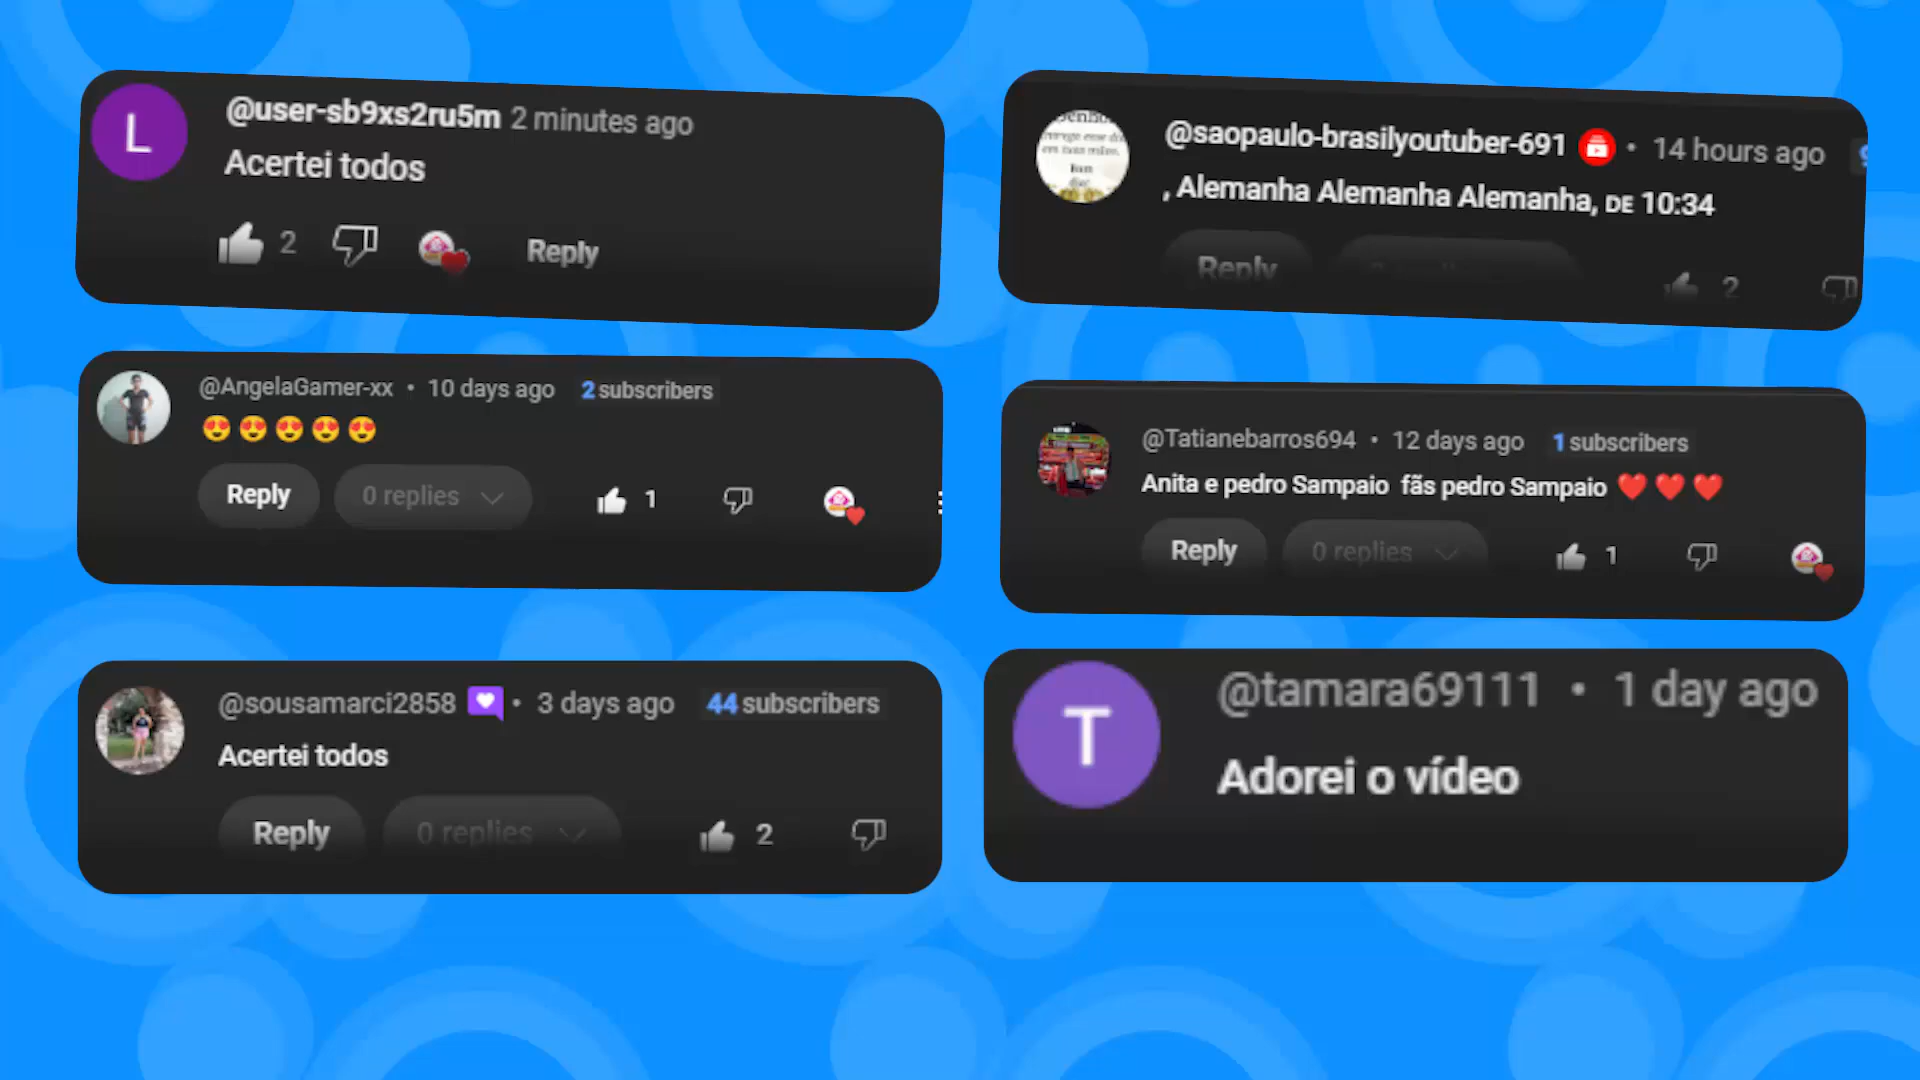 L
@user-sb9xs2ru5m 2 minutes ago
Acertei todos
2 Reply
@saopaulo-brasilyoutuber-691 • 14 hours ago
, Alemanha Alemanha Alemanha, DE 10:34
Reply 2
@AngelaGamer-xx • 10 days ago 2 subscribers
😍😍😍😍😍
Reply 0 replies 1
@Tatianebarros694 • 12 days ago 1 subscribers
Anita e pedro Sampaio fãs pedro Sampaio ❤️❤️❤️
Reply 0 replies 1
@sousamarci2858 • 3 days ago 44 subscribers
Acertei todos
Reply 0 replies 2
T
@tamara69111 • 1 day ago
Adorei o vídeo